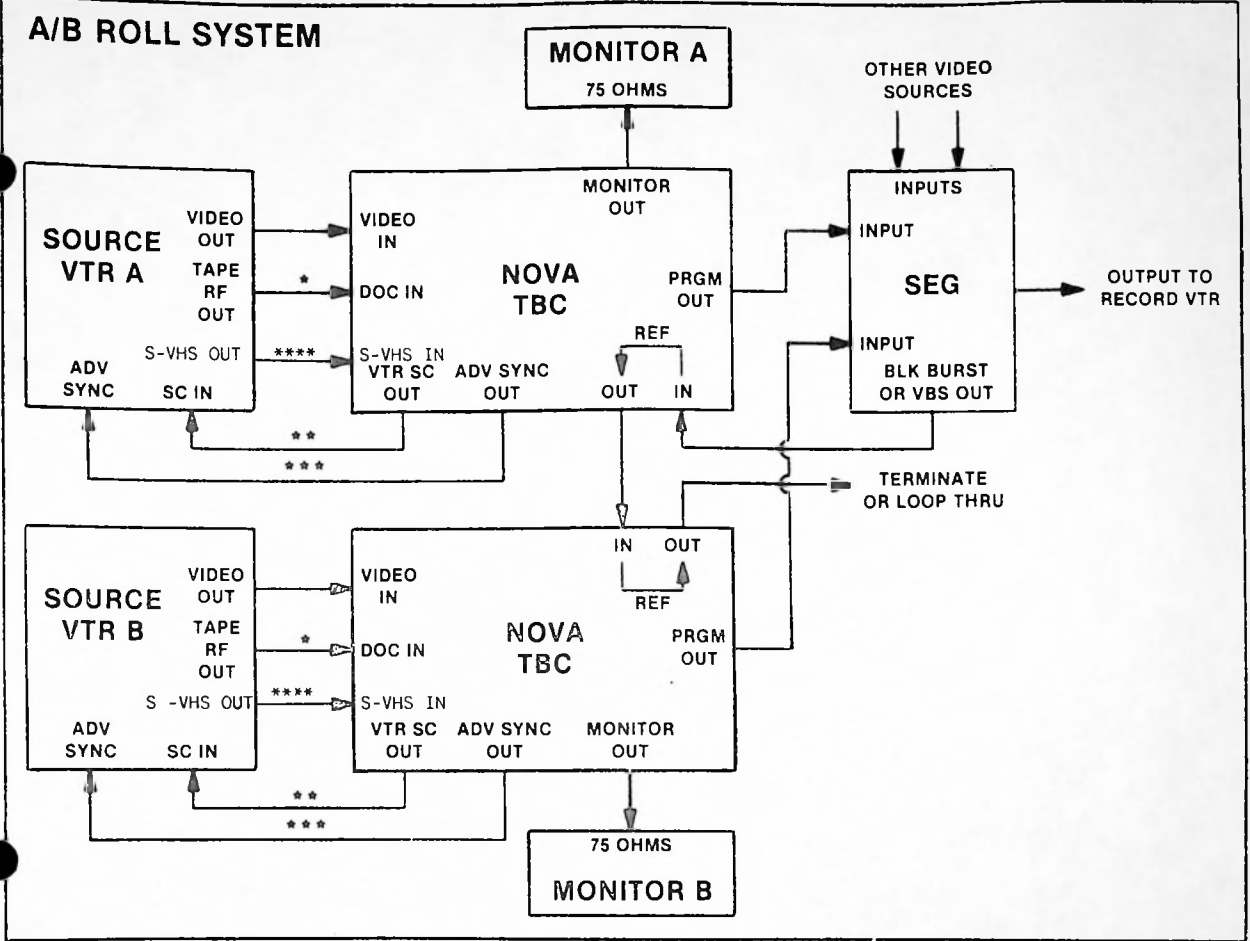 A/B ROLL SYSTEM
MONITOR A
75 OHMS
OTHER VIDEO
SOURCES
SOURCE
VTR A
VIDEO
OUT
TAPE
RF
OUT
S-VHS OUT
ADV
SYNC
SC IN
*
****
**
***
VIDEO
IN
DOC IN
S-VHS IN
VTR SC
OUT
ADV SYNC
OUT
NOVA
TBC
MONITOR
OUT
PRGM
OUT
REF
OUT
IN
INPUTS
INPUT
SEG
INPUT
BLK BURST
OR VBS OUT
OUTPUT TO
RECORD VTR
TERMINATE
OR LOOP THRU
SOURCE
VTR B
VIDEO
OUT
TAPE
RF
OUT
S -VHS OUT
ADV
SYNC
SC IN
*
****
**
***
VIDEO
IN
DOC IN
S-VHS IN
VTR SC
OUT
ADV SYNC
OUT
MONITOR
OUT
NOVA
TBC
IN
OUT
REF
PRGM
OUT
75 OHMS
MONITOR B